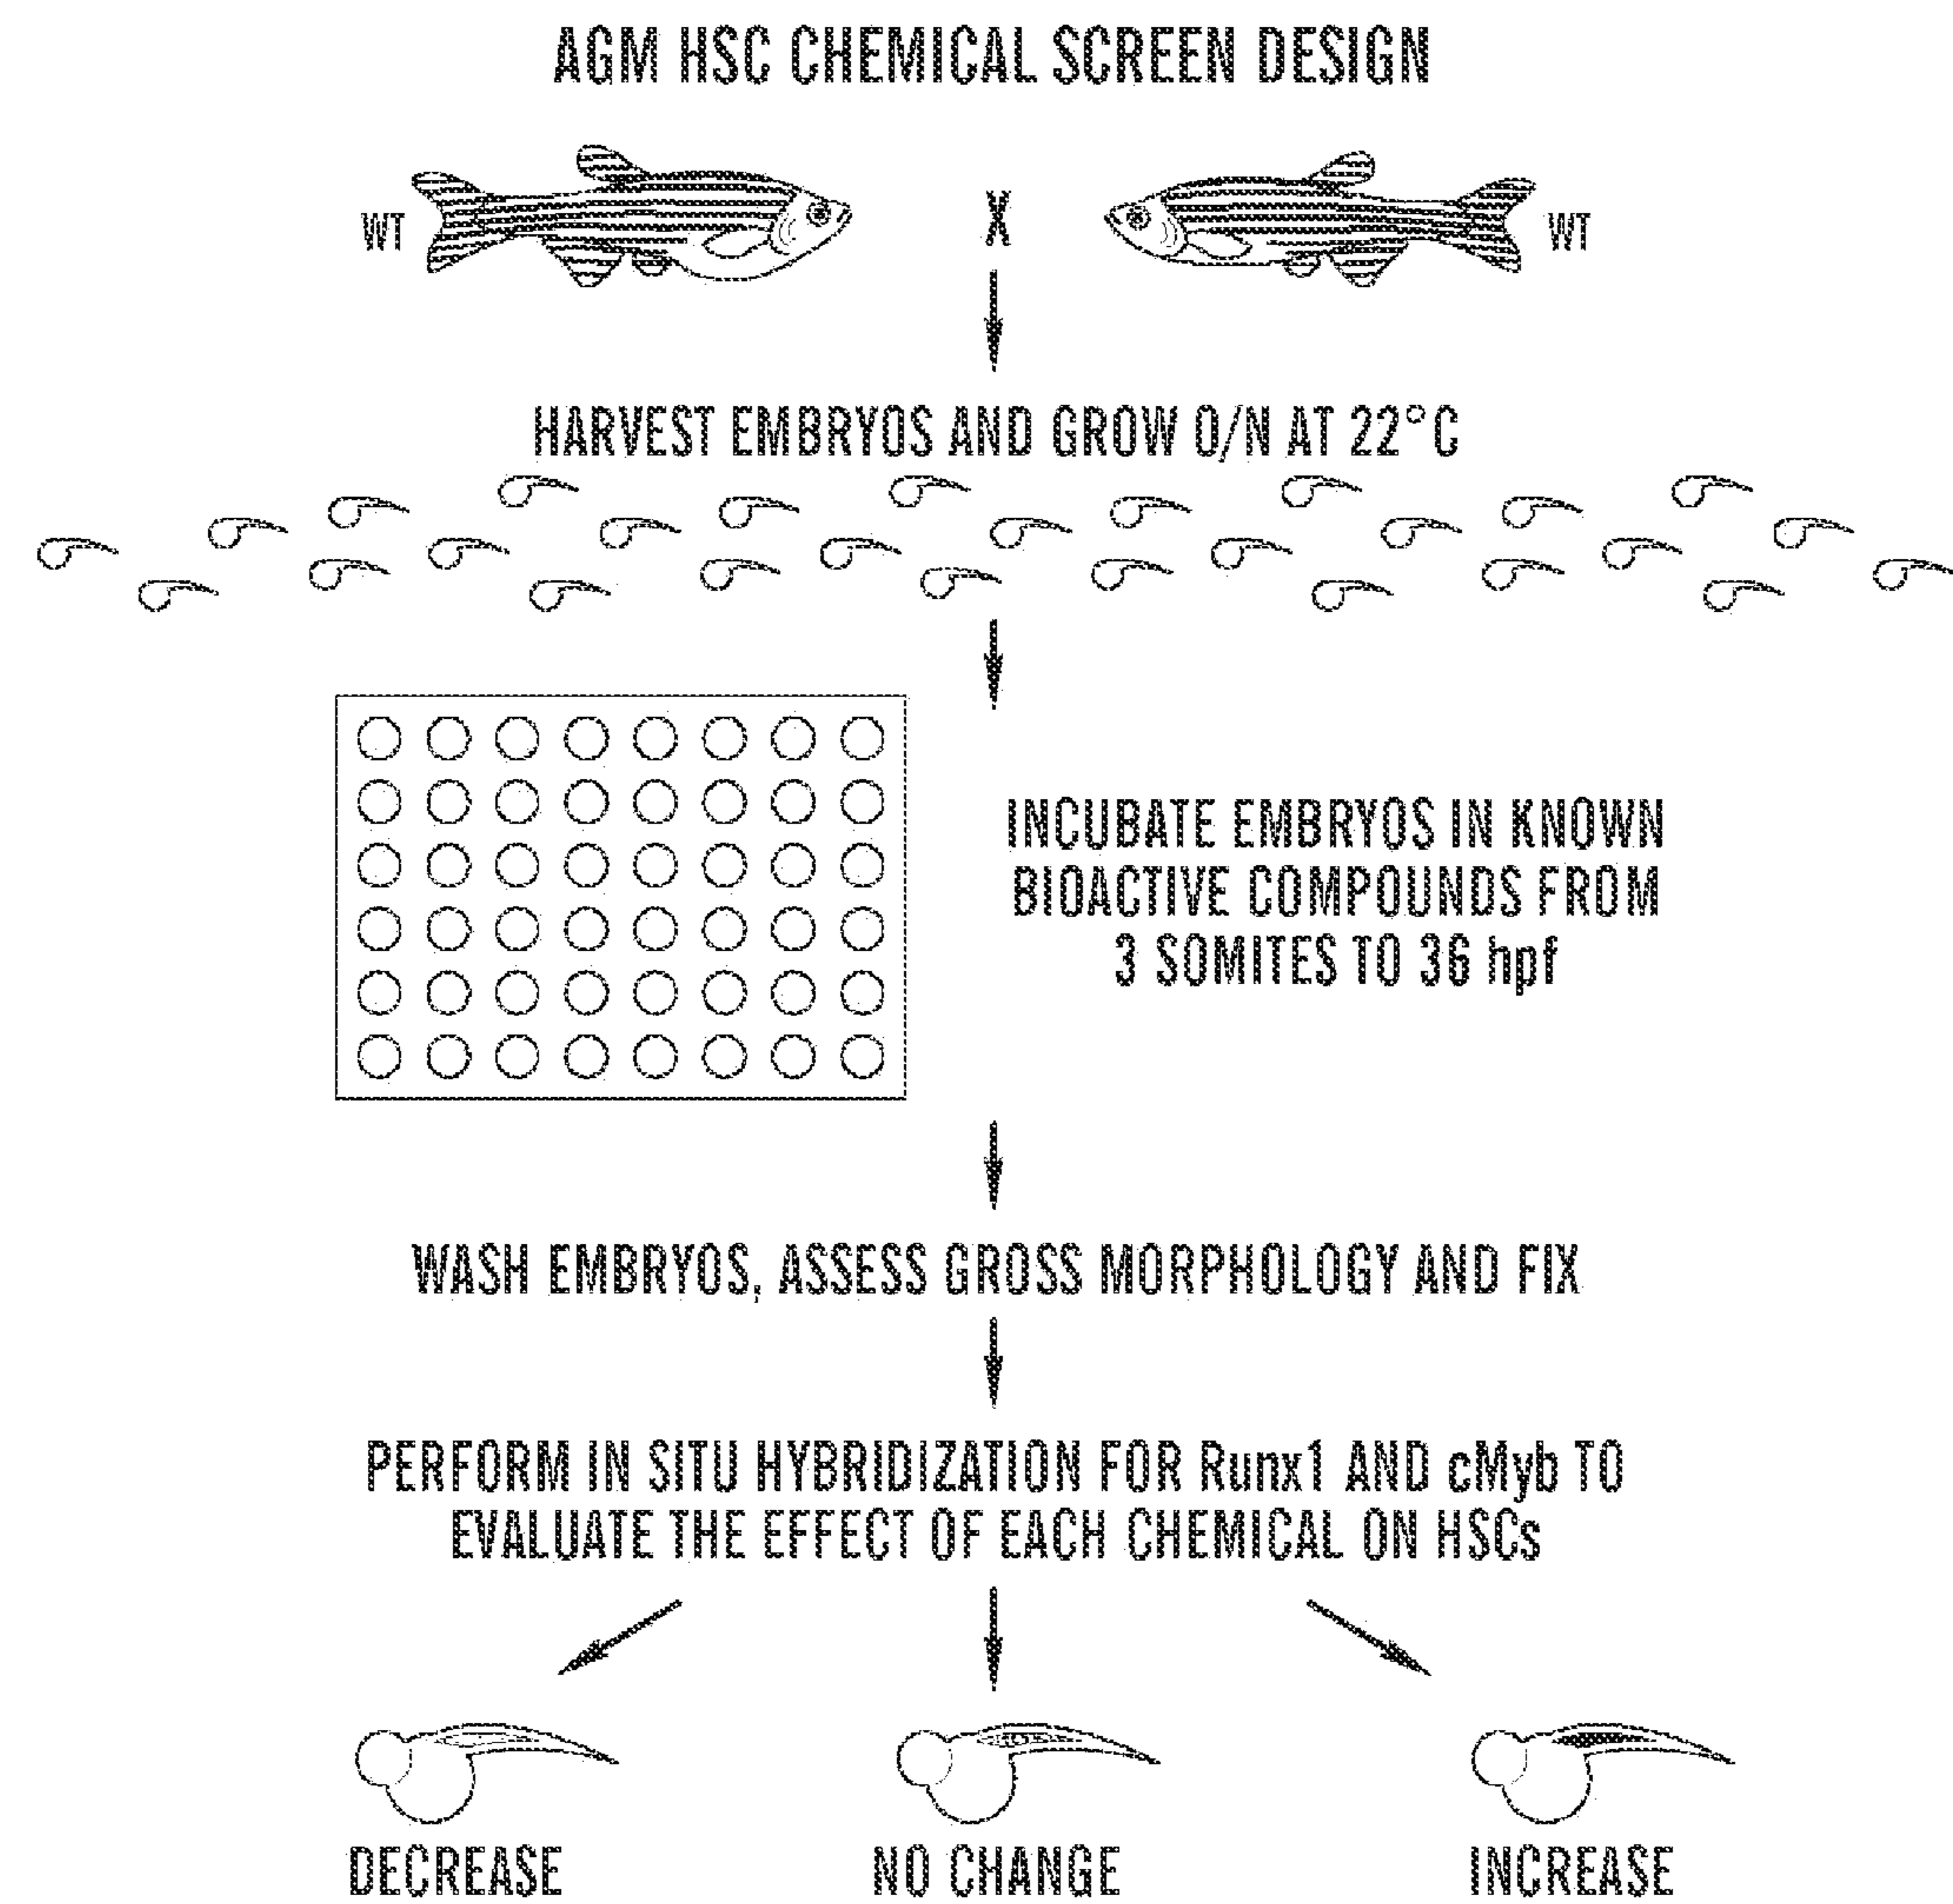 AGM HSC CHEMICAL SCREEN DESIGN
WT X WT
HARVEST EMBRYOS AND GROW O/N AT 22°C
INCUBATE EMBRYOS IN KNOWN
BIOACTIVE COMPOUNDS FROM
3 SOMITES TO 36 hpf
WASH EMBRYOS, ASSESS GROSS MORPHOLOGY AND FIX
PERFORM IN SITU HYBRIDIZATION FOR Runx1 AND cMyb TO
EVALUATE THE EFFECT OF EACH CHEMICAL ON HSCs
DECREASE NO CHANGE INCREASE